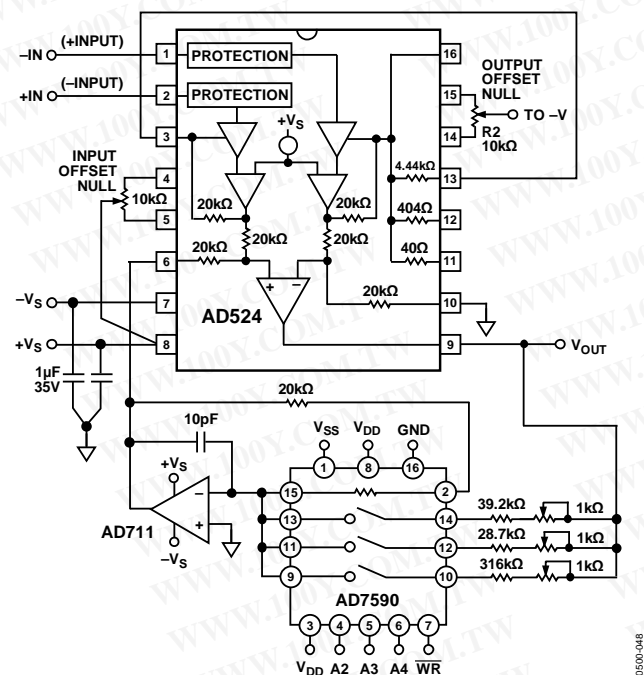 (+INPUT)
–IN
1
PROTECTION
16
OUTPUT
OFFSET
NULL
(–INPUT)
+IN
2
PROTECTION
15
TO –V
+VS
3
14
R2
10kΩ
INPUT
OFFSET
NULL
4.44kΩ
13
4
10kΩ
20kΩ
20kΩ
404Ω
12
5
20kΩ
20kΩ
20kΩ
40Ω
11
6
–VS
7
+
–
20kΩ
10
AD524
+VS
8
9
VOUT
1µF
35V
20kΩ
10pF
VSS
VDD
GND
1
8
16
+VS
15
2
–
39.2kΩ
1kΩ
13
14
+
28.7kΩ
1kΩ
11
12
AD711
–VS
316kΩ
1kΩ
9
10
AD7590
3
4
5
6
7
VDD
A2
A3
A4
WR
00500-048
WWW.100Y.COM.TW